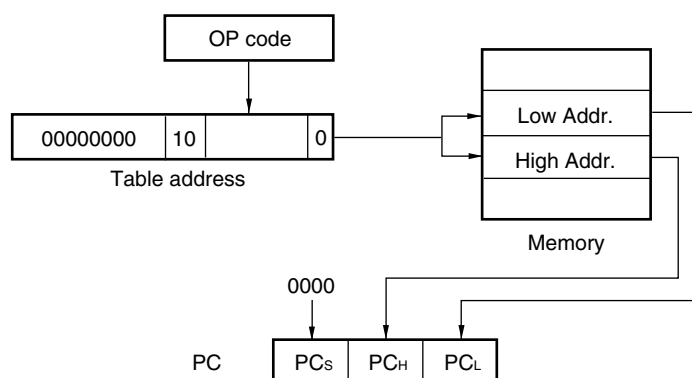 OP code
00000000 10 0
Table address
Low Addr.
High Addr.
Memory
0000
PC PCS PCH PCL